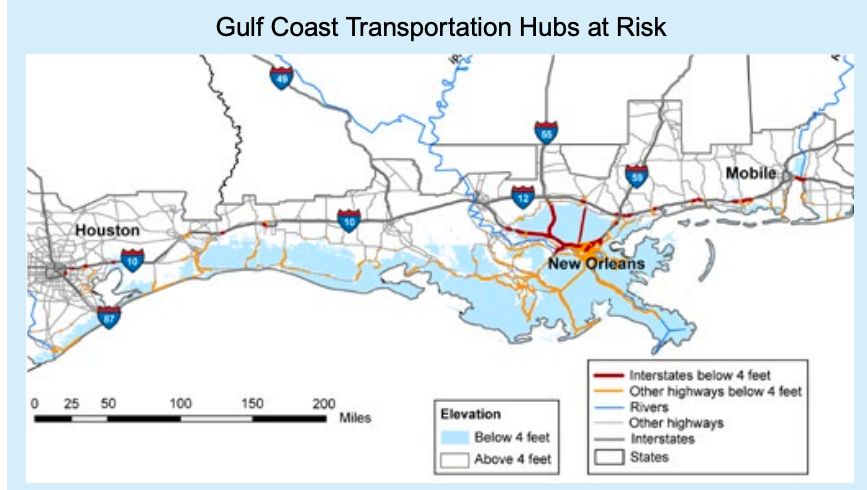 Gulf Coast Transportation Hubs at Risk
49
55
59
Mobile
12
10
Houston
10
New Orleans
87
0 25 50 100 150 200
Miles
Elevation
Below 4 feet
Above 4 feet
Interstates below 4 feet
Other highways below 4 feet
Rivers
Other highways
Interstates
States